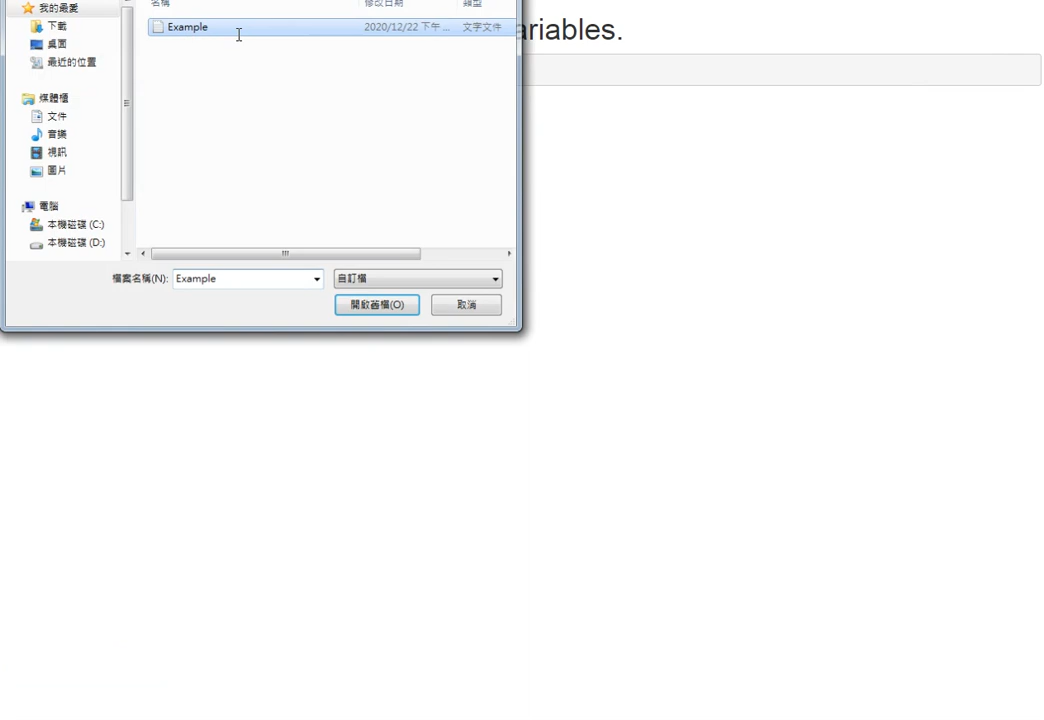 我的最愛
下載
桌面
最近的位置
媒體櫃
文件
音樂
視訊
圖片
電腦
本機磁碟 (C:)
本機磁碟 (D:)
名稱 修改日期 類型
Example 2020/12/22 下午 ... 文字文件
檔案名稱(N): Example 自訂檔
開啟舊檔(O) 取消
ariables.